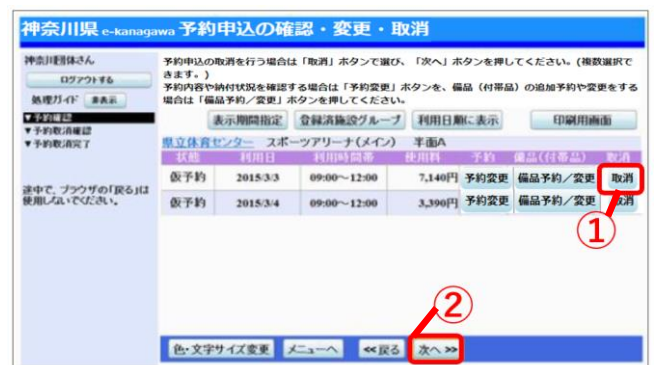 神奈川県 e-kanagawa 予約申込の確認・変更・取消
神奈川団体さん
ログアウトする
処理ガイド 非表示
▼予約確認
▼予約取消確認
▼予約取消完了
途中で、ブラウザの「戻る」は
使用しないでください。
予約申込の取消を行う場合は「取消」ボタンで選び、「次へ」ボタンを押してください。(複数選択で
きます。)
予約内容や納付状況を確認する場合は「予約変更」ボタンを、備品（付帯品）の追加予約や変更をする
場合は「備品予約／変更」ボタンを押してください。
表示期間指定 登録済施設グループ 利用日順に表示 印刷用画面
県立体育センター スポーツアリーナ(メイン) 半面A
状態 利用日 利用時間帯 使用料 予約 備品(付帯品) 取消
仮予約 2015/3/3 09:00～12:00 7,140円 予約変更 備品予約／変更 取消
仮予約 2015/3/4 09:00～12:00 3,390円 予約変更 備品予約／変更 取消
①
②
色・文字サイズ変更 メニューへ ≪戻る 次へ≫